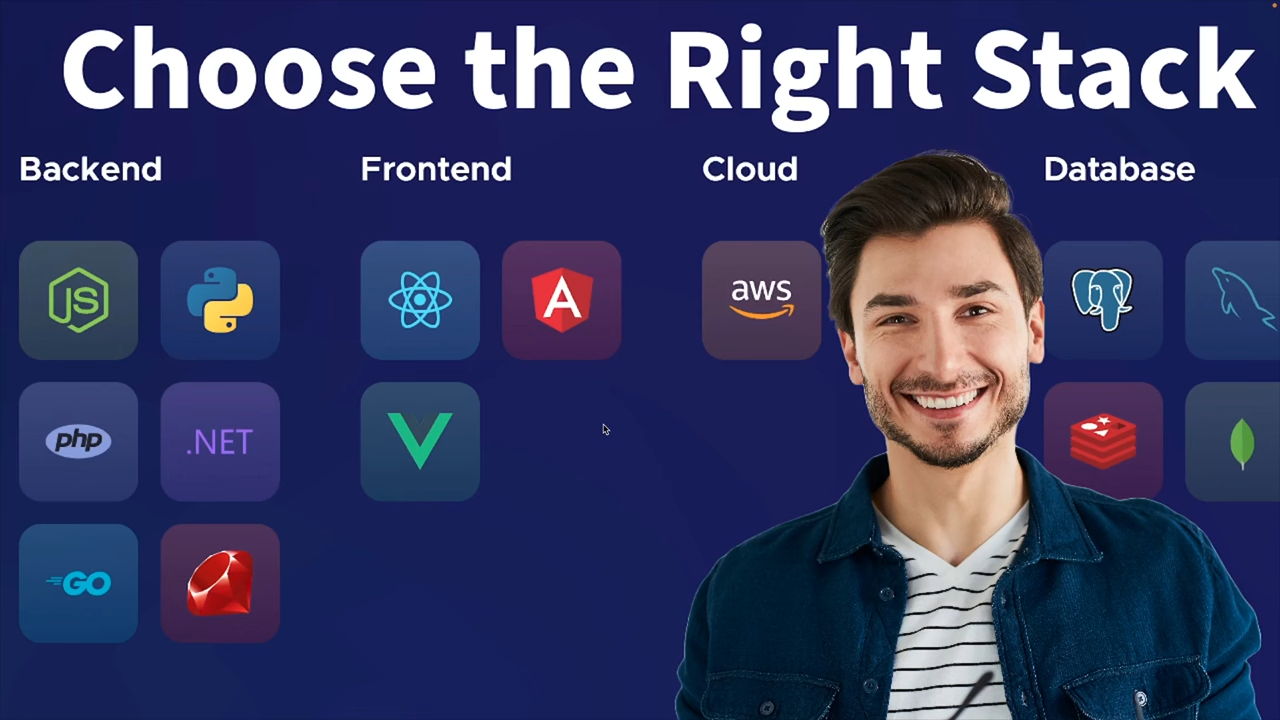 Choose the Right Stack
Backend
Frontend
Cloud
Database
JS
aws
A
php
.NET
GO